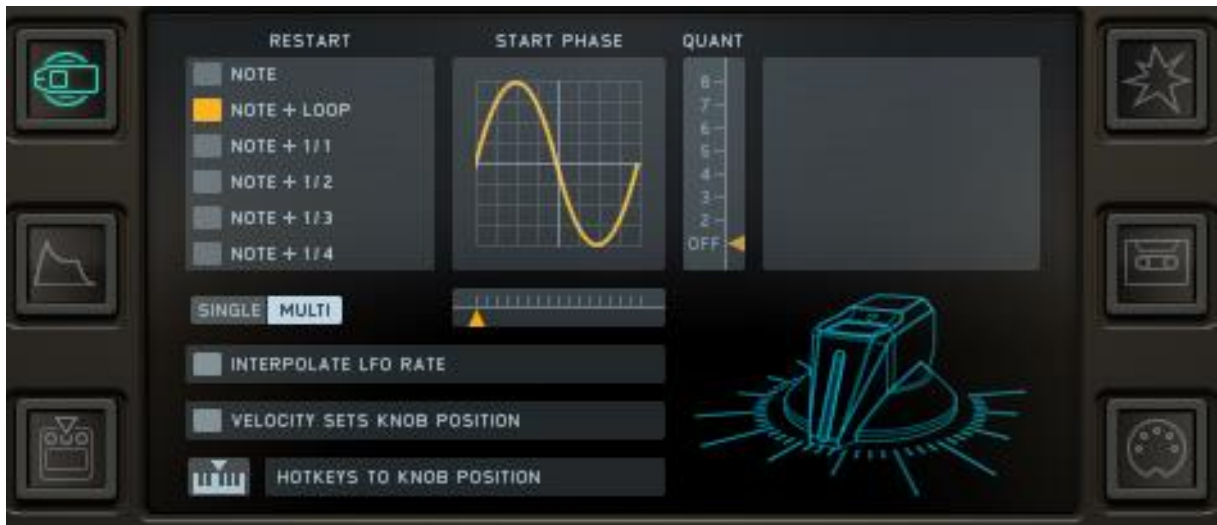 RESTART
START PHASE
QUANT
NOTE
NOTE + LOOP
NOTE + 1/1
NOTE + 1/2
NOTE + 1/3
NOTE + 1/4
8
7
6
5
4
3
2
OFF
SINGLE MULTI
INTERPOLATE LFO RATE
VELOCITY SETS KNOB POSITION
HOTKEYS TO KNOB POSITION